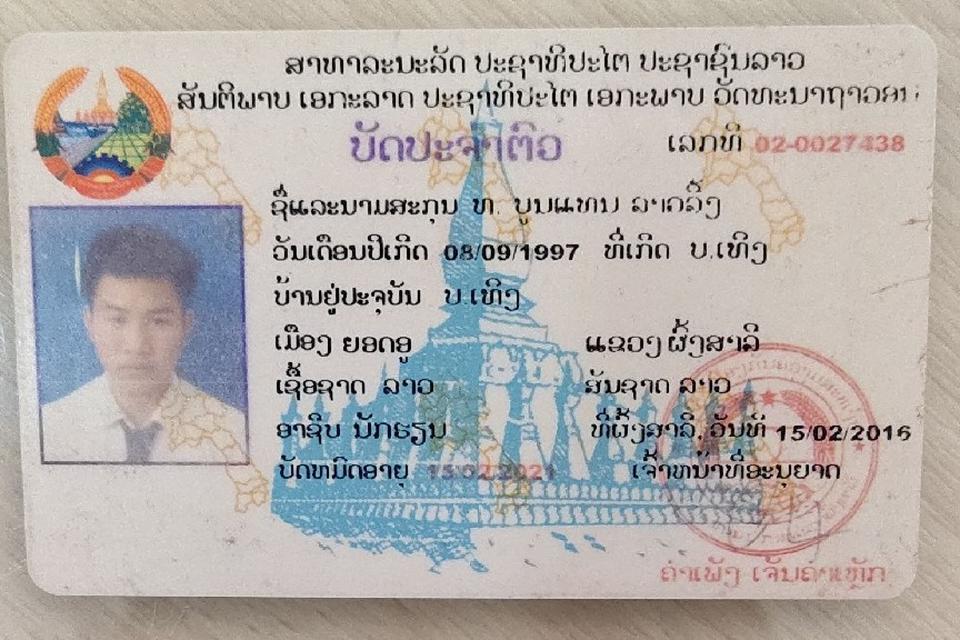 ສາທາລະນະລັດ ປະຊາທິປະໄຕ ປະຊາຊົນລາວ
ສັນຕິພາບ ເອກະລາດ ປະຊາທິປະໄຕ ເອກະພາບ ວັດທະນາຖາວອນ
ບັດປະຈຳຕົວ ເລກທີ 02-0027438
ຊື່ແລະນາມສະກຸນ ທ. ບຸນແທນ ລາດລີ້ງ
ວັນເດືອນປີເກີດ 08/09/1997 ທີ່ເກີດ ບ.ເທິງ
ບ້ານຢູ່ປະຈຸບັນ ບ.ເທິງ
ເມືອງ ຍອດອູ ແຂວງ ຜົ້ງສາລີ
ເຊື້ອຊາດ ລາວ ສັນຊາດ ລາວ
ອາຊີບ ນັກຮຽນ ທີ່ຜົ້ງສາລີ, ວັນທີ 15/02/2016
ບັດຫມົດອາຍຸ 15/02/2021 ເຈົ້າຫນ້າທີ່ອະນຸຍາດ
ຄຳເພັງ